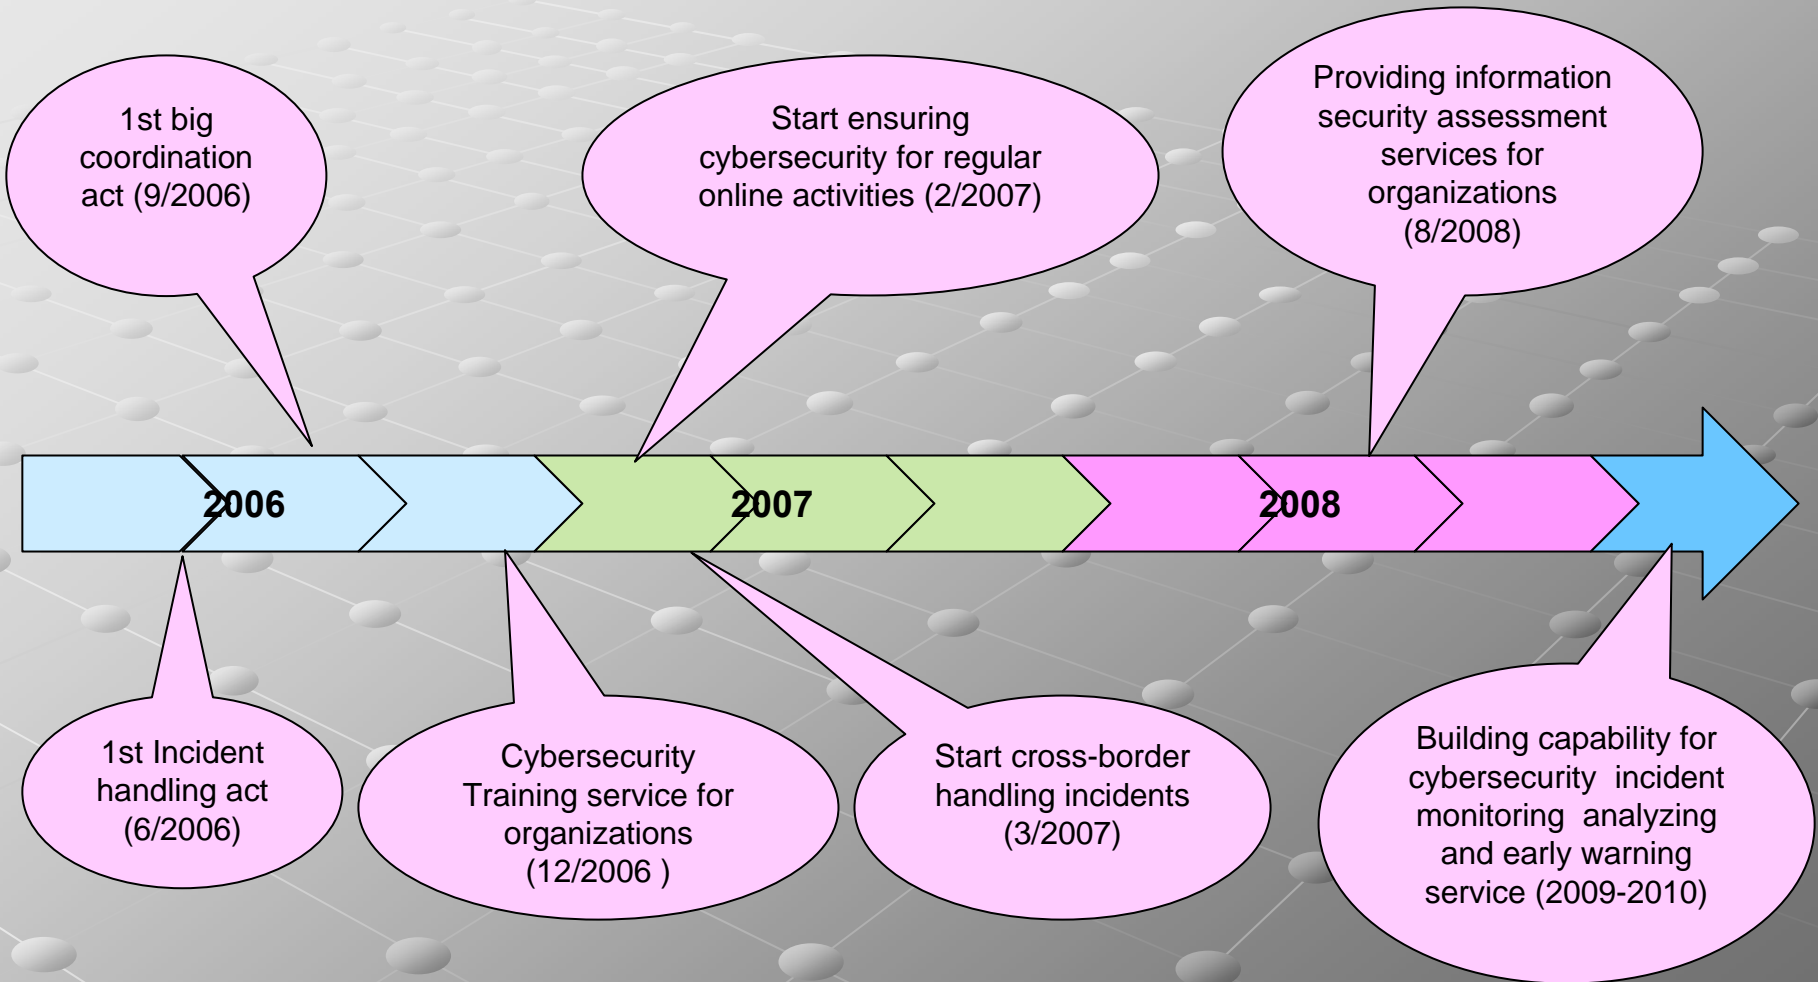 1st big
coordination
act (9/2006)
Start ensuring
cybersecurity for regular
online activities (2/2007)
Providing information
security assessment
services for
organizations
(8/2008)
2006
2007
2008
1st Incident
handling act
(6/2006)
Cybersecurity
Training service for
organizations
(12/2006 )
Start cross-border
handling incidents
(3/2007)
Building capability for
cybersecurity  incident
monitoring  analyzing
and early warning
service (2009-2010)